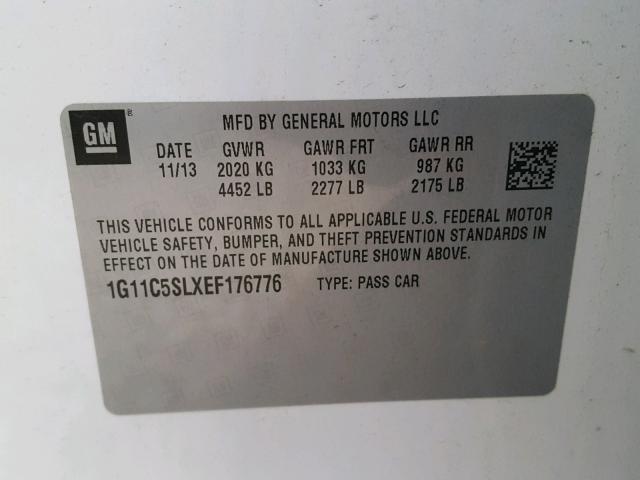 GM
®
MFD BY GENERAL MOTORS LLC
DATE GVWR GAWR FRT GAWR RR
11/13 2020 KG 1033 KG 987 KG
4452 LB 2277 LB 2175 LB
THIS VEHICLE CONFORMS TO ALL APPLICABLE U.S. FEDERAL MOTOR
VEHICLE SAFETY, BUMPER, AND THEFT PREVENTION STANDARDS IN
EFFECT ON THE DATE OF MANUFACTURE SHOWN ABOVE.
1G11C5SLXEF176776 TYPE: PASS CAR